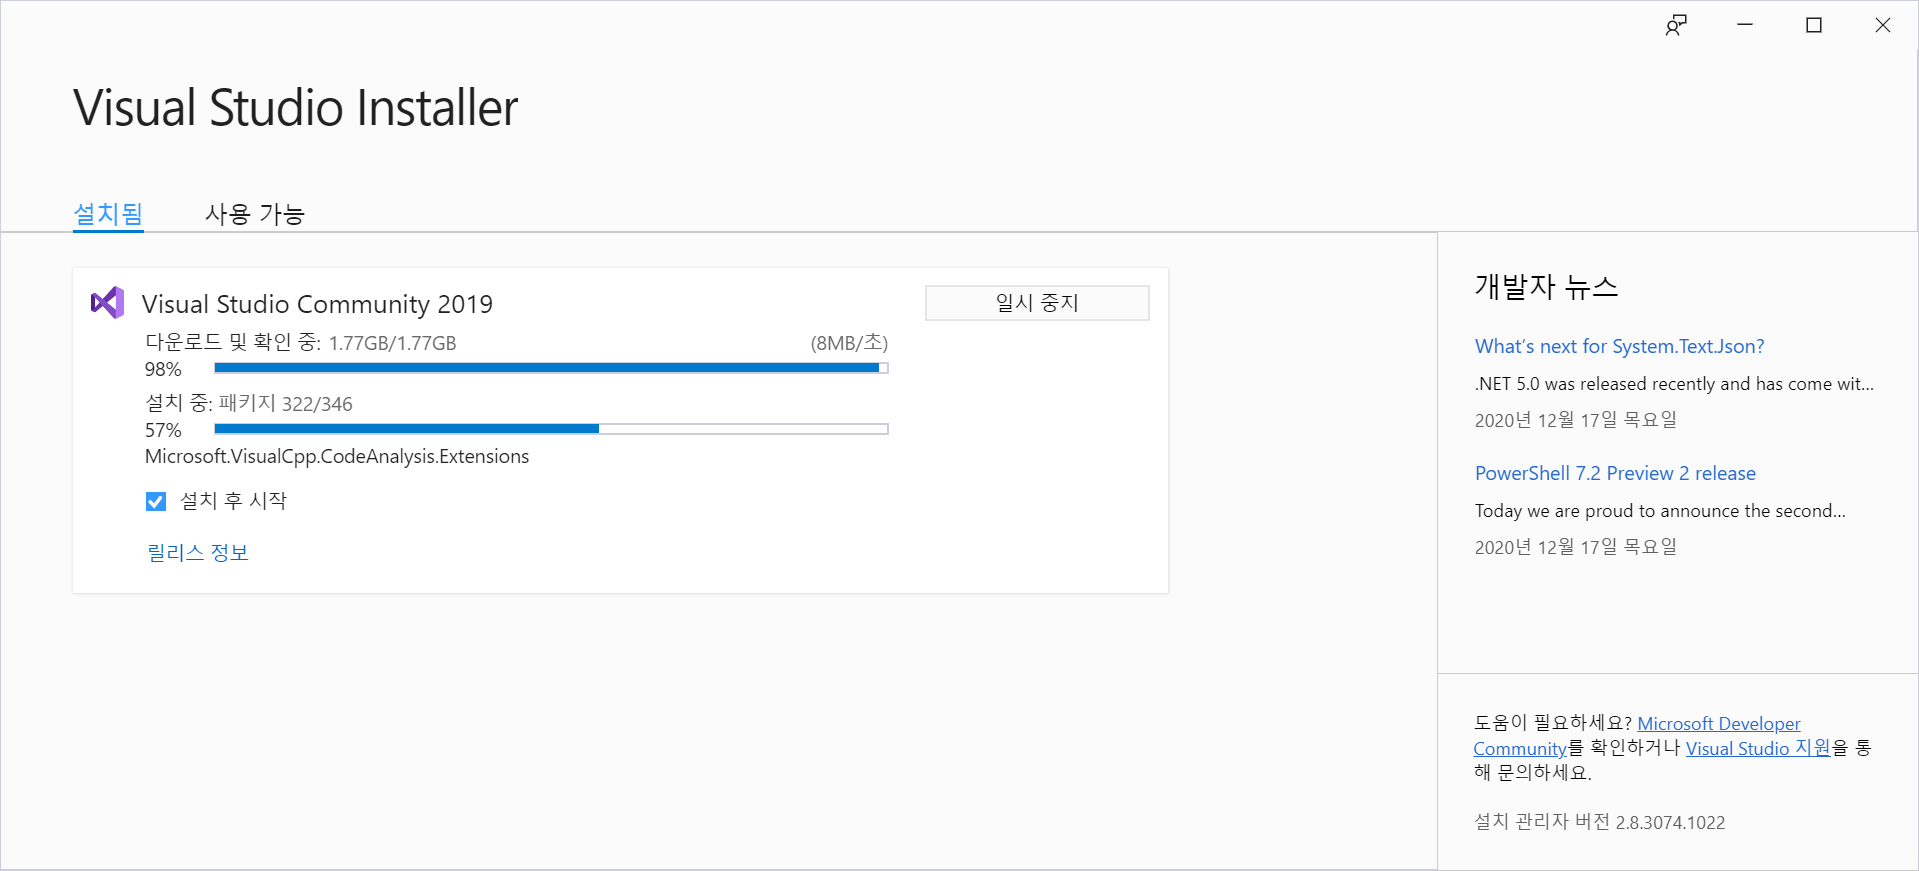 Visual Studio Installer
설치됨 사용 가능
Visual Studio Community 2019
일시 중지
다운로드 및 확인 중: 1.77GB/1.77GB (8MB/초)
98%
설치 중: 패키지 322/346
57%
Microsoft.VisualCpp.CodeAnalysis.Extensions
설치 후 시작
릴리스 정보
개발자 뉴스
What's next for System.Text.Json?
.NET 5.0 was released recently and has come wit...
2020년 12월 17일 목요일
PowerShell 7.2 Preview 2 release
Today we are proud to announce the second...
2020년 12월 17일 목요일
도움이 필요하세요? Microsoft Developer
Community를 확인하거나 Visual Studio 지원을 통
해 문의하세요.
설치 관리자 버전 2.8.3074.1022